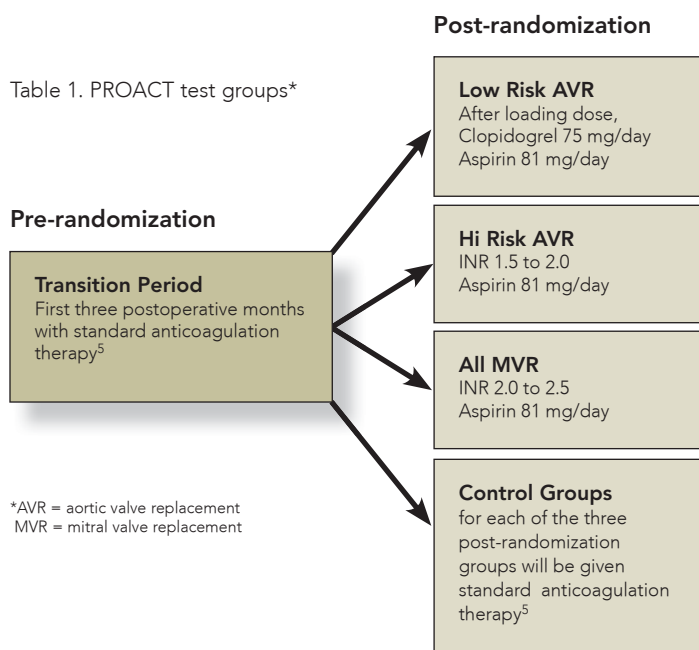 Post-randomization
Table 1. PROACT test groups*
Low Risk AVR
After loading dose,
Clopidogrel 75 mg/day
Aspirin 81 mg/day
Pre-randomization
Transition Period
First three postoperative months
with standard anticoagulation
therapy5
Hi Risk AVR
INR 1.5 to 2.0
Aspirin 81 mg/day
All MVR
INR 2.0 to 2.5
Aspirin 81 mg/day
Control Groups
for each of the three
post-randomization
groups will be given
standard anticoagulation
therapy5
*AVR = aortic valve replacement
MVR = mitral valve replacement